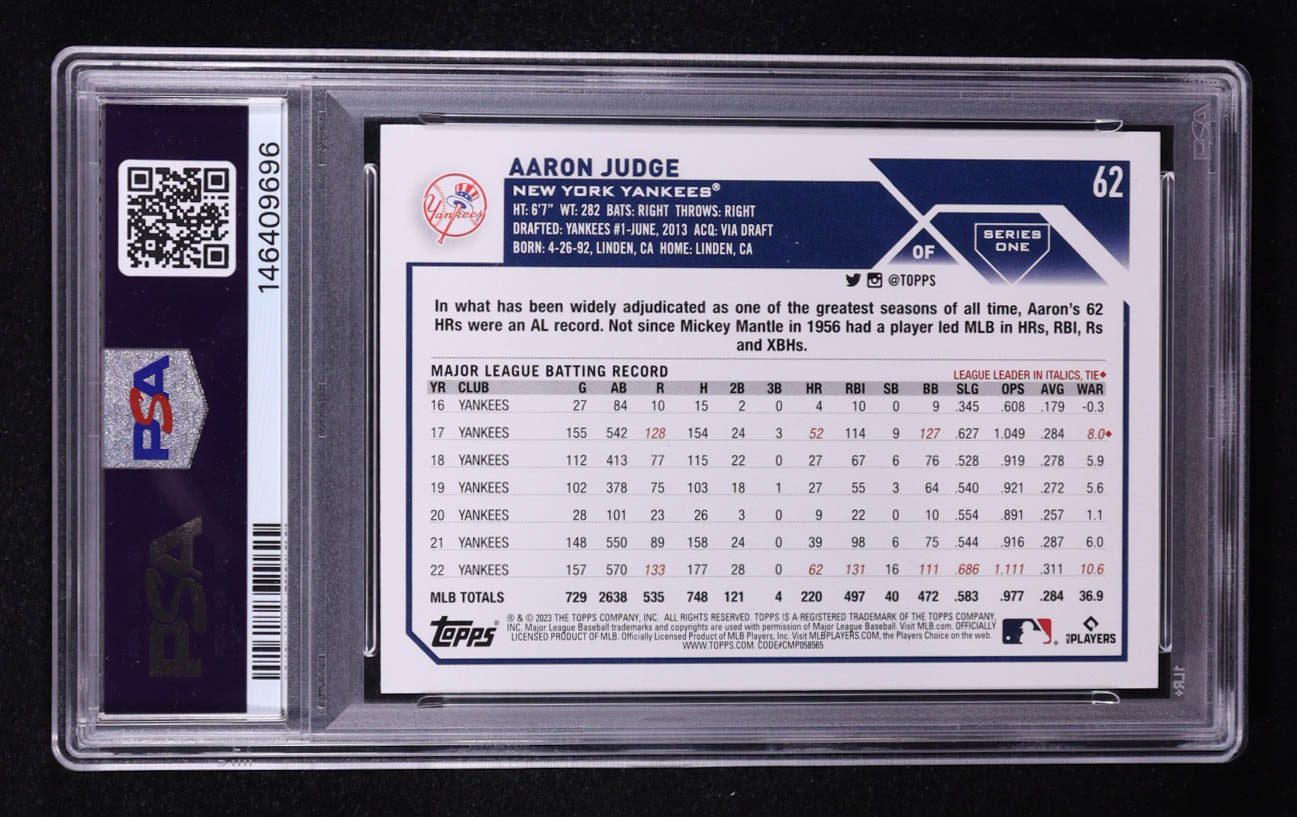 146409696
PSA
PSA
AARON JUDGE
62
NEW YORK YANKEES®
HT: 6'7" WT: 282 BATS: RIGHT THROWS: RIGHT
DRAFTED: YANKEES #1-JUNE, 2013 ACQ: VIA DRAFT
BORN: 4-26-92, LINDEN, CA HOME: LINDEN, CA
Yankees
OF
SERIES
ONE
@TOPPS
In what has been widely adjudicated as one of the greatest seasons of all time, Aaron's 62
HRs were an AL record. Not since Mickey Mantle in 1956 had a player led MLB in HRs, RBI, Rs
and XBHs.
MAJOR LEAGUE BATTING RECORD LEAGUE LEADER IN ITALICS, TIE◆
YR CLUB G AB R H 2B 3B HR RBI SB BB SLG OPS AVG WAR
16 YANKEES 27 84 10 15 2 0 4 10 0 9 .345 .608 .179 -0.3
17 YANKEES 155 542 128 154 24 3 52 114 9 127 .627 1.049 .284 8.0◆
18 YANKEES 112 413 77 115 22 0 27 67 6 76 .528 .919 .278 5.9
19 YANKEES 102 378 75 103 18 1 27 55 3 64 .540 .921 .272 5.6
20 YANKEES 28 101 23 26 3 0 9 22 0 10 .554 .891 .257 1.1
21 YANKEES 148 550 89 158 24 0 39 98 6 75 .544 .916 .287 6.0
22 YANKEES 157 570 133 177 28 0 62 131 16 111 .686 1.111 .311 10.6
MLB TOTALS 729 2638 535 748 121 4 220 497 40 472 .583 .977 .284 36.9
TOPPS®
® & © 2023 THE TOPPS COMPANY, INC. ALL RIGHTS RESERVED. TOPPS IS A REGISTERED TRADEMARK OF THE TOPPS COMPANY,
INC. Major League Baseball trademarks and copyrights are used with permission of Major League Baseball. Visit MLB.com. OFFICIALLY
LICENSED PRODUCT OF MLB. Officially Licensed Product of MLB Players, Inc. Visit MLBPLAYERS.COM, the Players Choice on the web.
WWW.TOPPS.COM. CODE#CMP058565
MLB PLAYERS
PSA